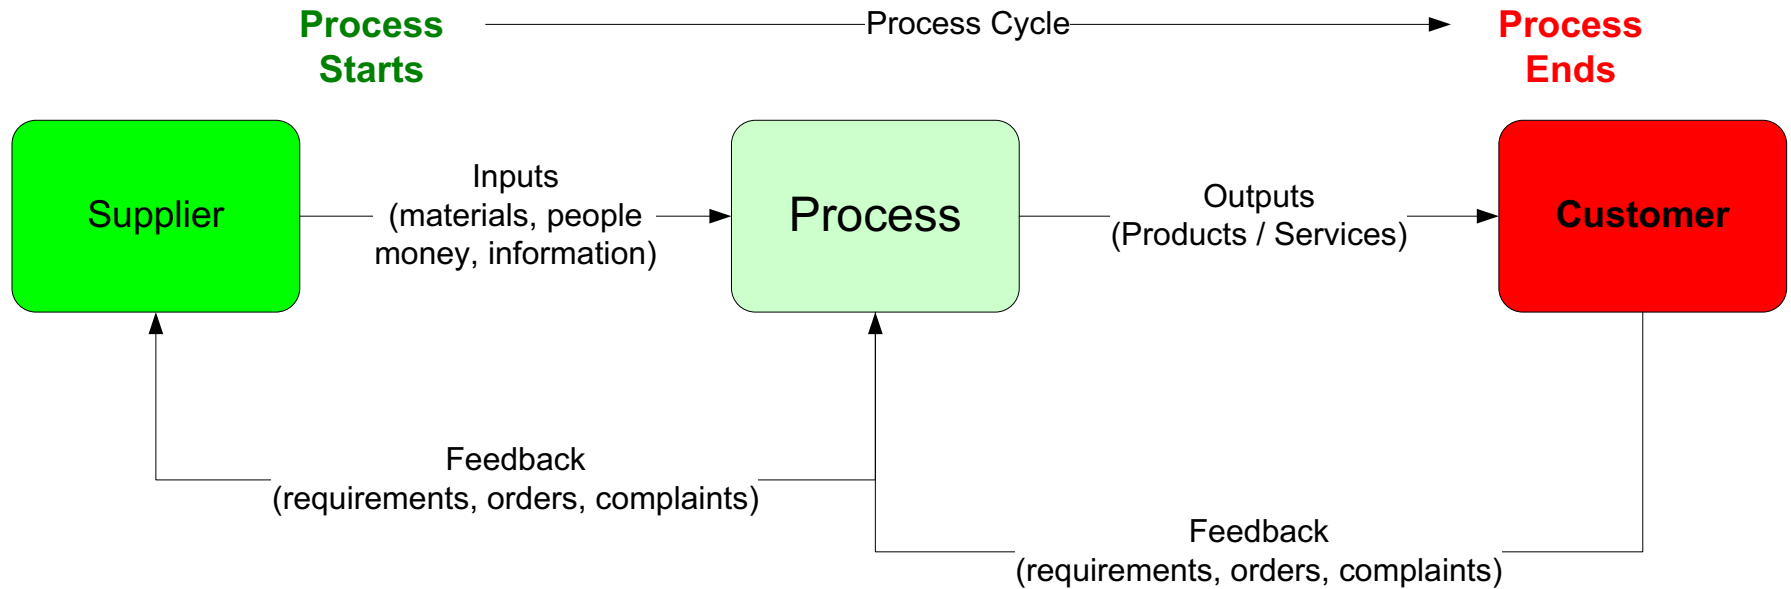 Process
Starts
Process Cycle
Process
Ends
Supplier
Inputs
(materials, people
money, information)
Process
Outputs
(Products / Services)
Customer
Feedback
(requirements, orders, complaints)
Feedback
(requirements, orders, complaints)